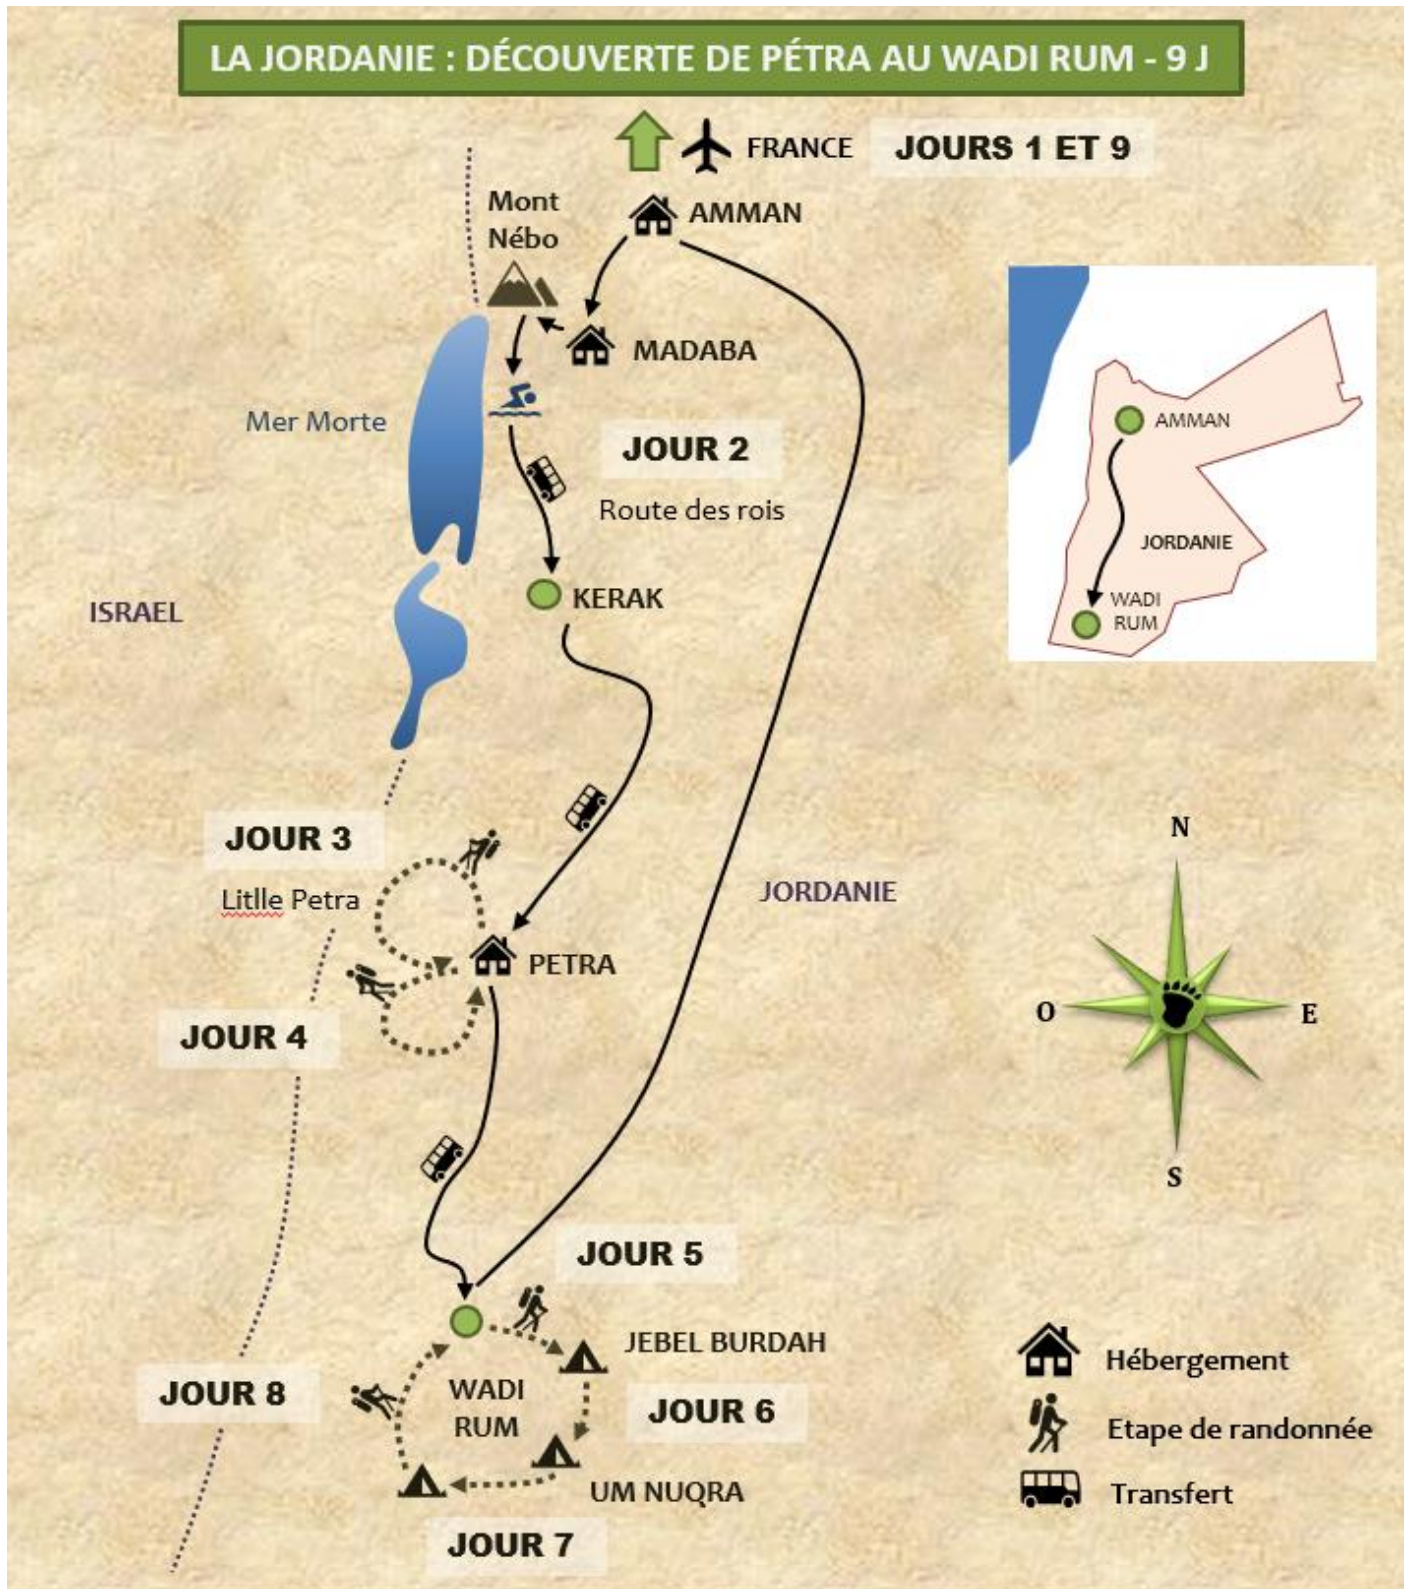 LA JORDANIE : DÉCOUVERTE DE PÉTRA AU WADI RUM - 9 J
FRANCE
JOURS 1 ET 9
Mont
Nébo
AMMAN
MADABA
Mer Morte
JOUR 2
Route des rois
AMMAN
JORDANIE
WADI
RUM
KERAK
ISRAEL
JOUR 3
Litlle Petra
JORDANIE
N
PETRA
O
E
JOUR 4
S
JOUR 5
JEBEL BURDAH
JOUR 8
WADI
RUM
JOUR 6
UM NUQRA
JOUR 7
Hébergement
Etape de randonnée
Transfert